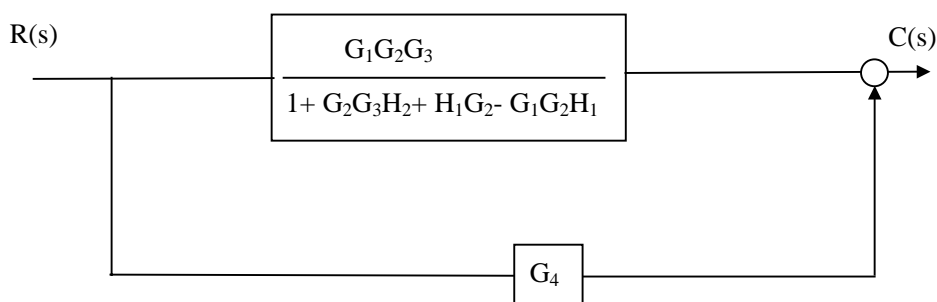 R(s)
C(s)
G₁G₂G₃
1+ G₂G₃H₂+ H₁G₂- G₁G₂H₁
G₄